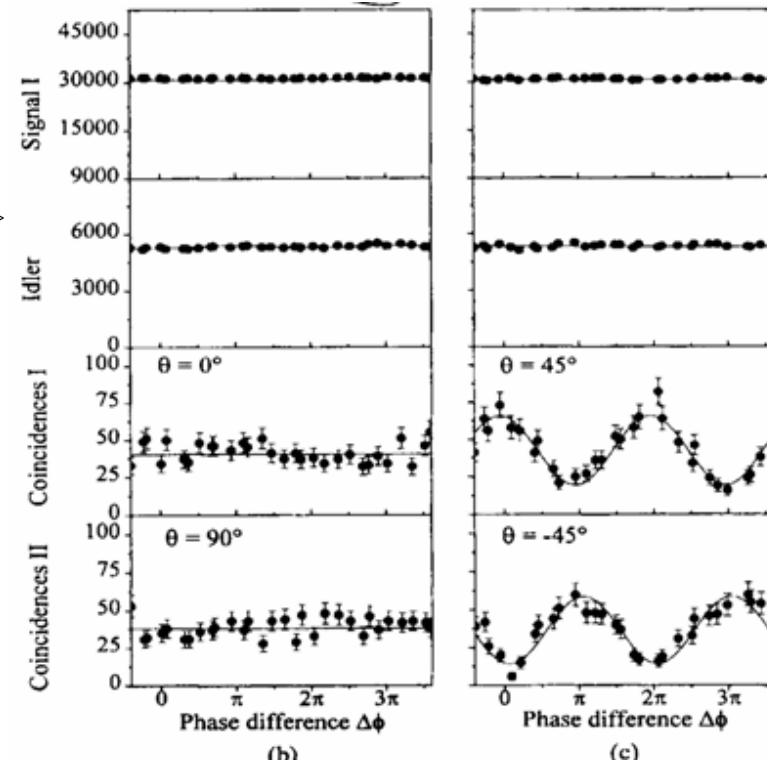 45000
30000
15000
9000
Signal I
6000
3000
0
Idler
θ = 0° θ = 45°
100
75
50
25
0
Coincidences I
θ = 90° θ = -45°
100
75
50
25
0
Coincidences II
0 π 2π 3π 0 π 2π 3π
Phase difference Δϕ Phase difference Δϕ
(b) (c)